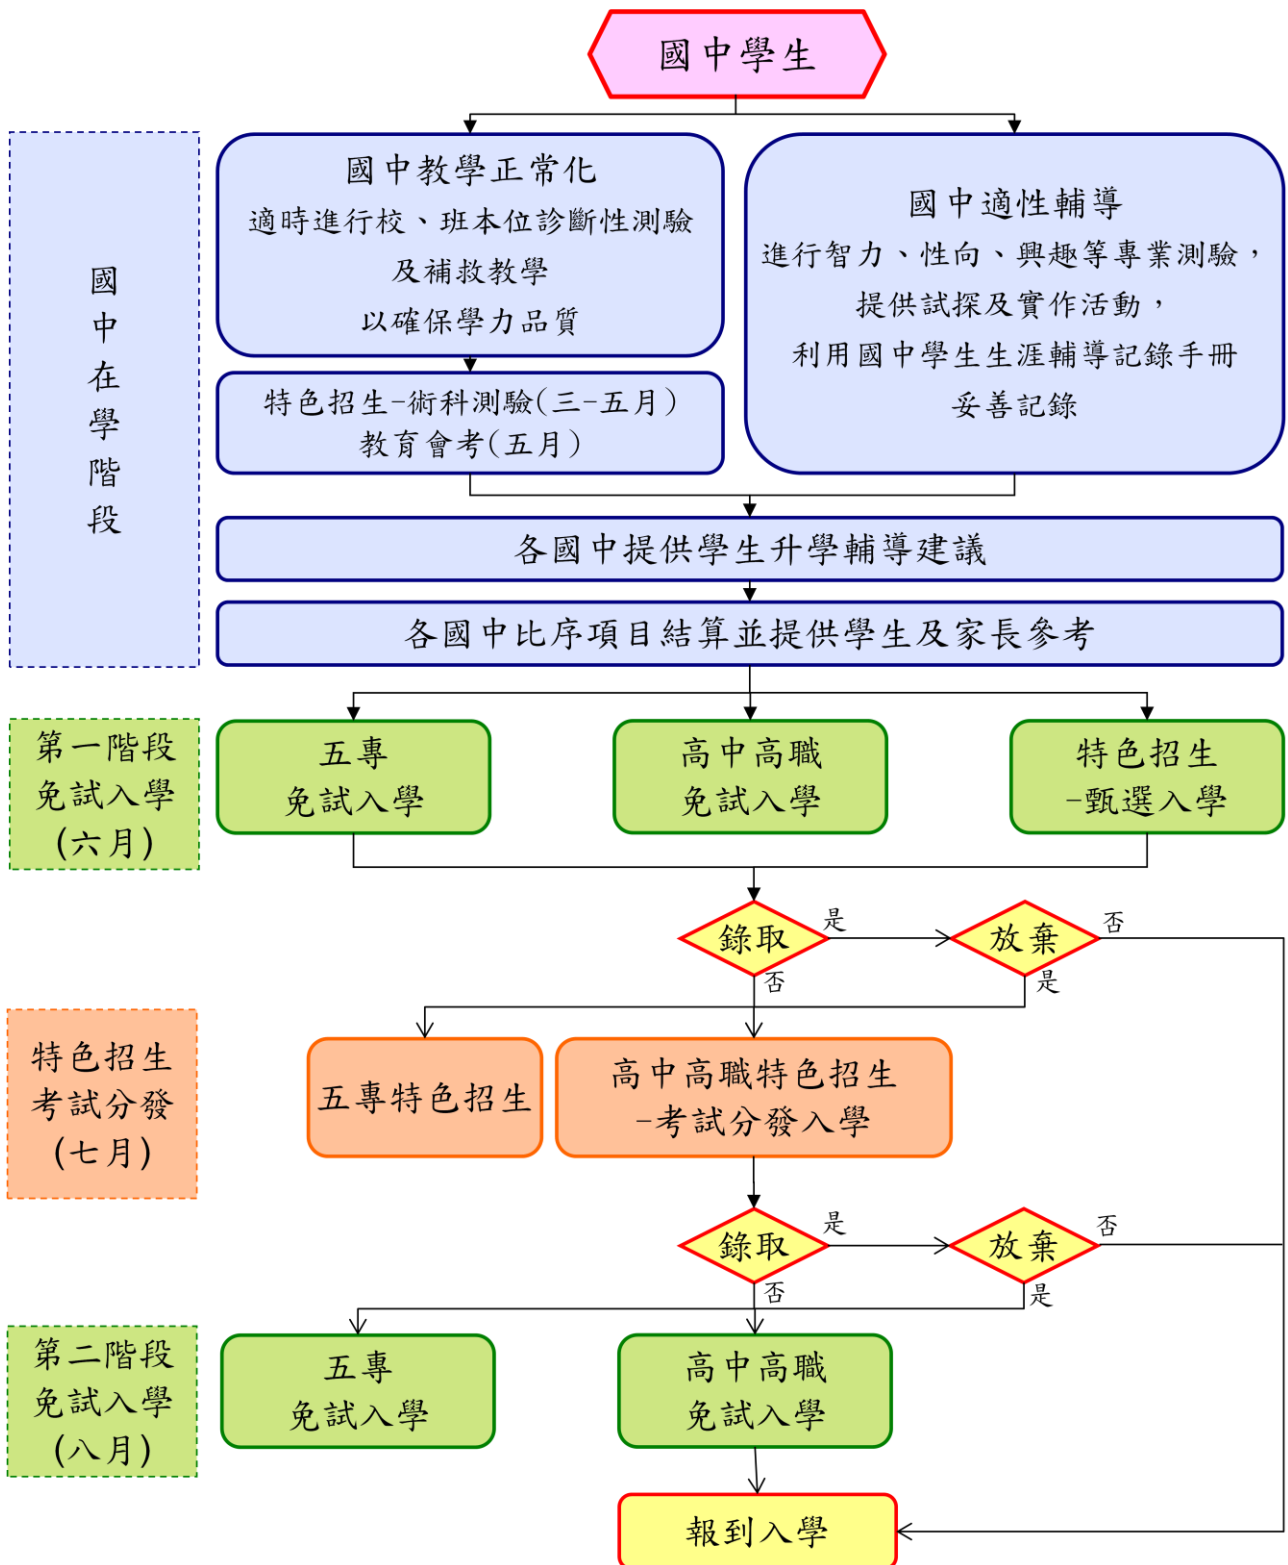 國中學生
國中在學階段
國中教學正常化
適時進行校、班本位診斷性測驗
及補救教學
以確保學力品質
國中適性輔導
進行智力、性向、興趣等專業測驗，
提供試探及實作活動，
利用國中學生生涯輔導記錄手冊
妥善記錄
特色招生-術科測驗(三-五月)
教育會考(五月)
各國中提供學生升學輔導建議
各國中比序項目結算並提供學生及家長參考
第一階段
免試入學
(六月)
五專
免試入學
高中高職
免試入學
特色招生
-甄選入學
錄取
是
放棄
否
否
是
特色招生
考試分發
(七月)
五專特色招生
高中高職特色招生
-考試分發入學
錄取
是
放棄
否
否
是
第二階段
免試入學
(八月)
五專
免試入學
高中高職
免試入學
報到入學